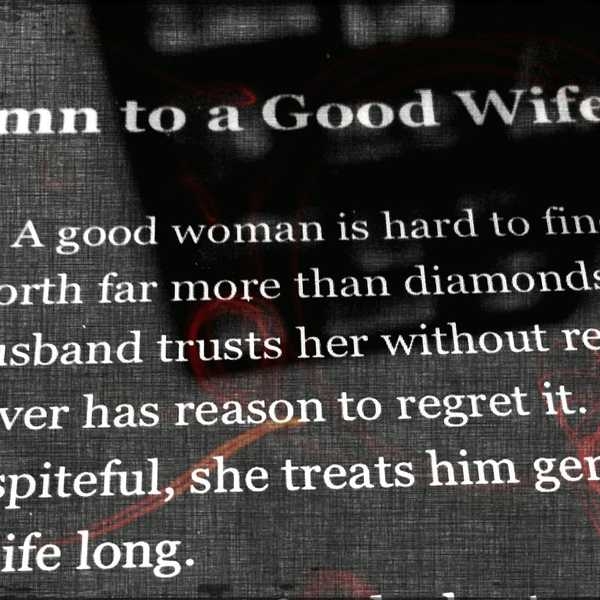 mn to a Good Wife
A good woman is hard to fin
orth far more than diamonds
usband trusts her without re
ver has reason to regret it.
spiteful, she treats him gen
ife long.